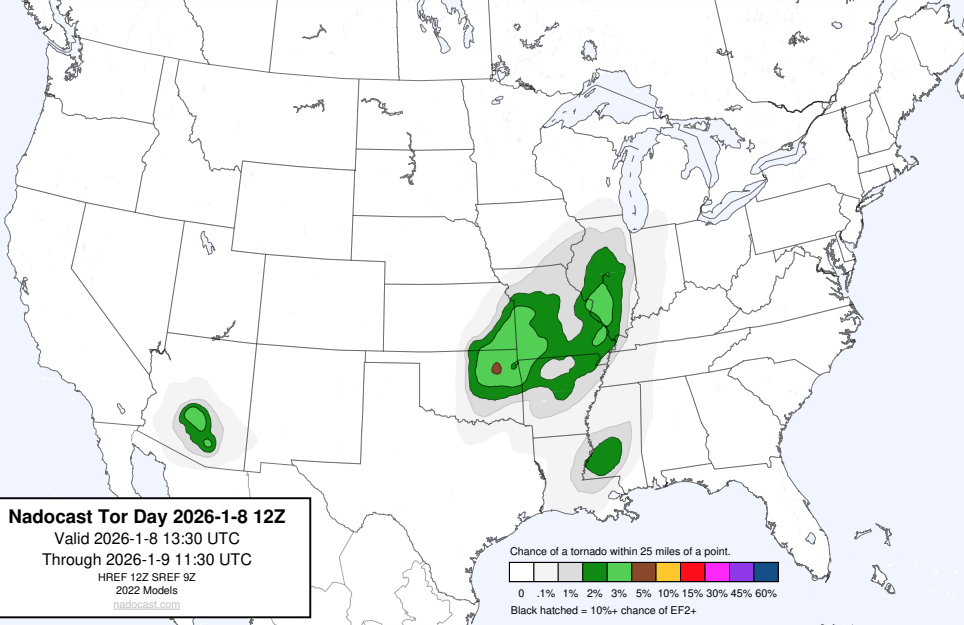 Nadocast Tor Day 2026-1-8 12Z
Valid 2026-1-8 13:30 UTC
Through 2026-1-9 11:30 UTC
HREF 12Z SREF 9Z
2022 Models
nadocast.com
Chance of a tornado within 25 miles of a point.
0 .1% 1% 2% 3% 5% 10% 15% 30% 45% 60%
Black hatched = 10%+ chance of EF2+